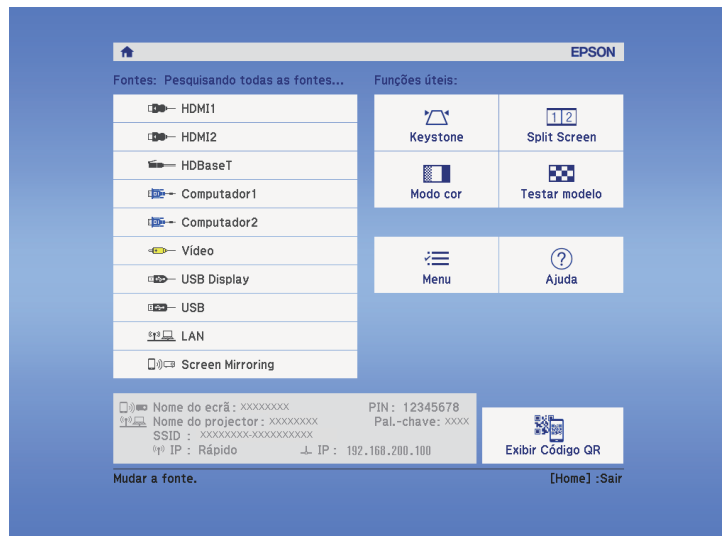 EPSON
Fontes: Pesquisando todas as fontes...
Funções úteis:
HDMI1
HDMI2
HDBaseT
Computador1
Computador2
Vídeo
USB Display
USB
LAN
Screen Mirroring
Keystone
1 2
Split Screen
Modo cor
Testar modelo
Menu
?
Ajuda
Nome do ecrã: XXXXXXXX
PIN: 12345678
Nome do projector: XXXXXXXX
Pal.-chave: XXXX
SSID : XXXXXXXX-XXXXXXXXXX
IP : Rápido
IP : 192.168.200.100
Exibir Código QR
Mudar a fonte.
[Home] :Sair